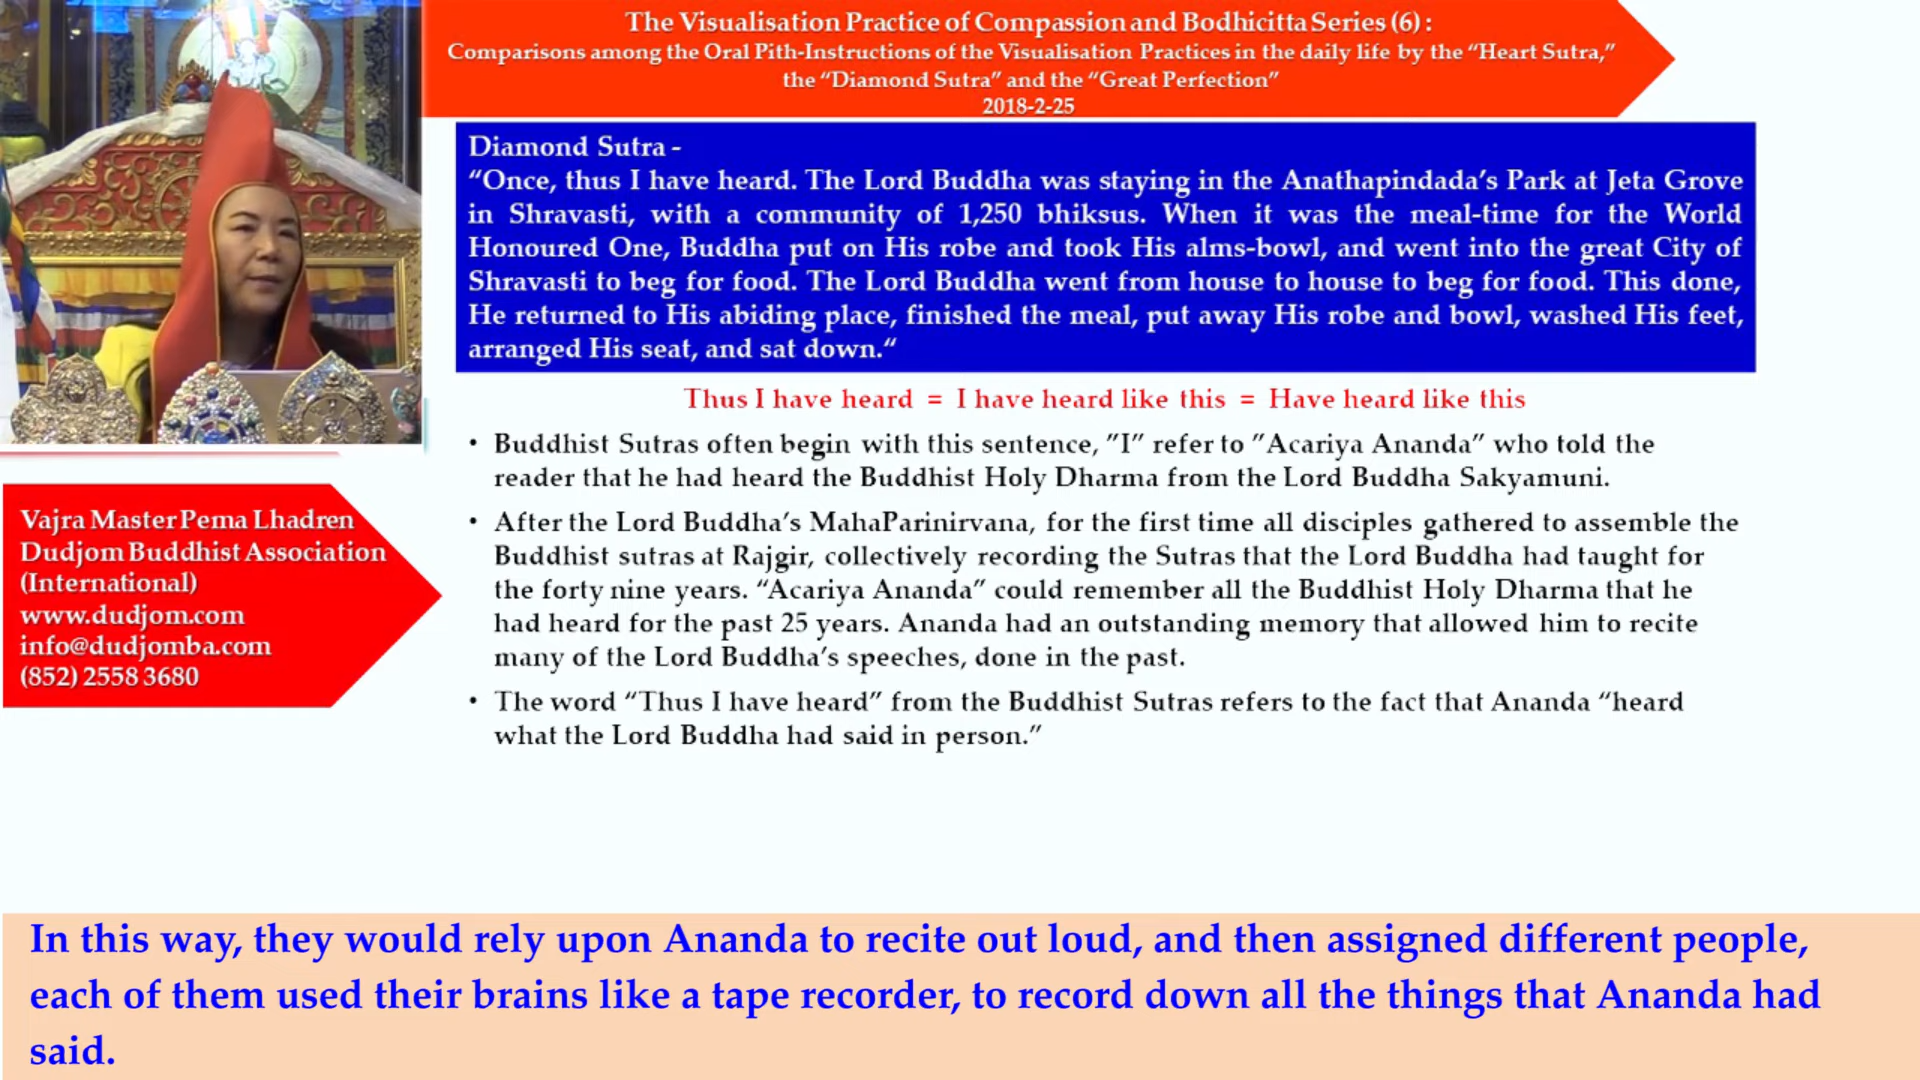 The Visualisation Practice of Compassion and Bodhicitta Series (6) :
Comparisons among the Oral Pith-Instructions of the Visualisation Practices in the daily life by the “Heart Sutra,”
the “Diamond Sutra” and the “Great Perfection”
2018-2-25
Diamond Sutra -
“Once, thus I have heard. The Lord Buddha was staying in the Anathapindada’s Park at Jeta Grove
in Shravasti, with a community of 1,250 bhiksus. When it was the meal-time for the World
Honoured One, Buddha put on His robe and took His alms-bowl, and went into the great City of
Shravasti to beg for food. The Lord Buddha went from house to house to beg for food. This done,
He returned to His abiding place, finished the meal, put away His robe and bowl, washed His feet,
arranged His seat, and sat down.“
Thus I have heard = I have heard like this = Have heard like this
• Buddhist Sutras often begin with this sentence, ”I” refer to ”Acariya Ananda” who told the
reader that he had heard the Buddhist Holy Dharma from the Lord Buddha Sakyamuni.
• After the Lord Buddha’s MahaParinirvana, for the first time all disciples gathered to assemble the
Buddhist sutras at Rajgir, collectively recording the Sutras that the Lord Buddha had taught for
the forty nine years. “Acariya Ananda” could remember all the Buddhist Holy Dharma that he
had heard for the past 25 years. Ananda had an outstanding memory that allowed him to recite
many of the Lord Buddha’s speeches, done in the past.
• The word “Thus I have heard” from the Buddhist Sutras refers to the fact that Ananda “heard
what the Lord Buddha had said in person.”
Vajra Master Pema Lhadren
Dudjom Buddhist Association
(International)
www.dudjom.com
info@dudjomba.com
(852) 2558 3680
In this way, they would rely upon Ananda to recite out loud, and then assigned different people,
each of them used their brains like a tape recorder, to record down all the things that Ananda had
said.